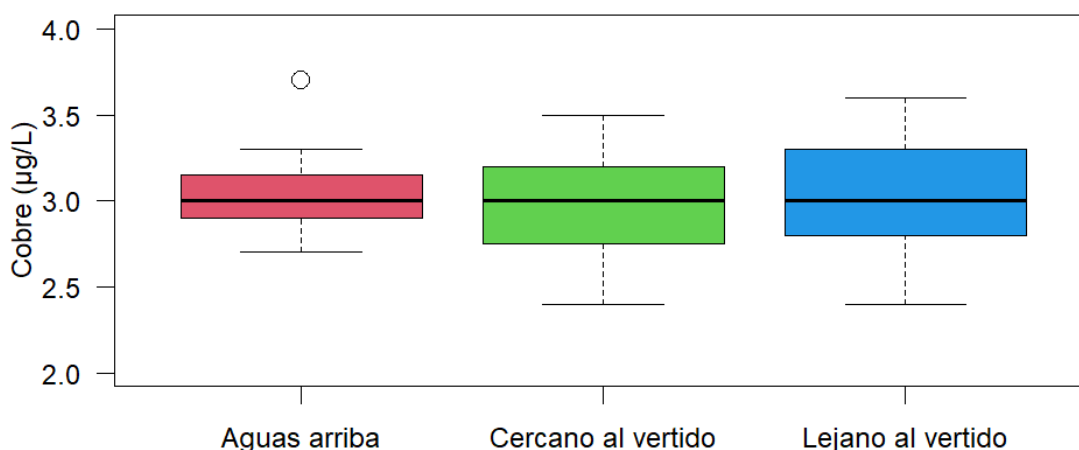 4.0
3.5
3.0
2.5
2.0
Cobre (µg/L)
Aguas arriba
Cercano al vertido
Lejano al vertido